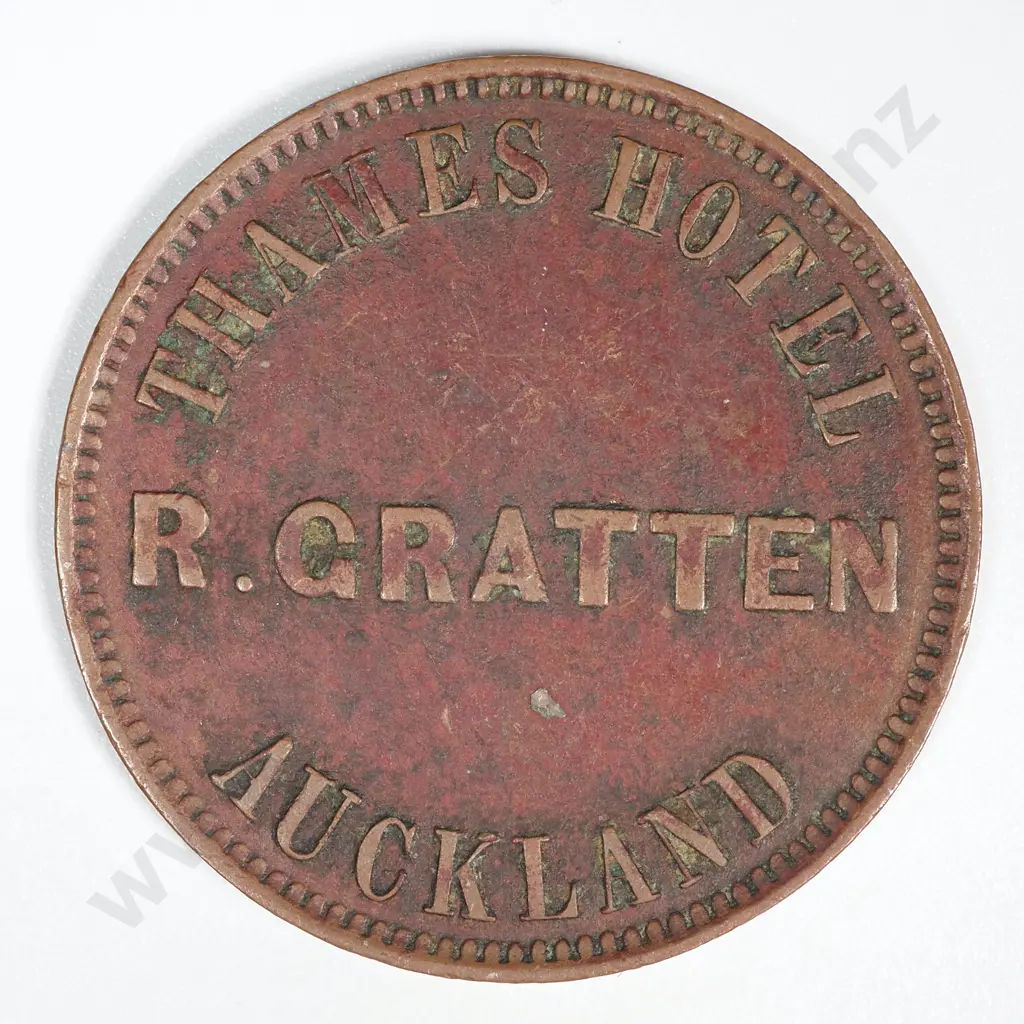 THAMES HOTEL
R. GRATTEN
AUCKLAND